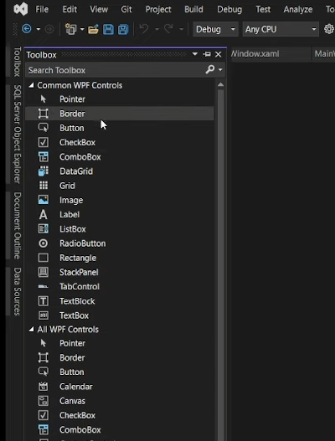 File Edit View Git Project Build Debug Test Analyze
Debug Any CPU
Toolbox
Window.xaml
Search Toolbox
Common WPF Controls
Pointer
Border
Button
CheckBox
ComboBox
DataGrid
Grid
Image
Label
ListBox
RadioButton
Rectangle
StackPanel
TabControl
TextBlock
TextBox
All WPF Controls
Pointer
Border
Button
Calendar
Canvas
CheckBox
ComboBox
Toolbox
SQL Server Object Explorer
Document Outline
Data Sources